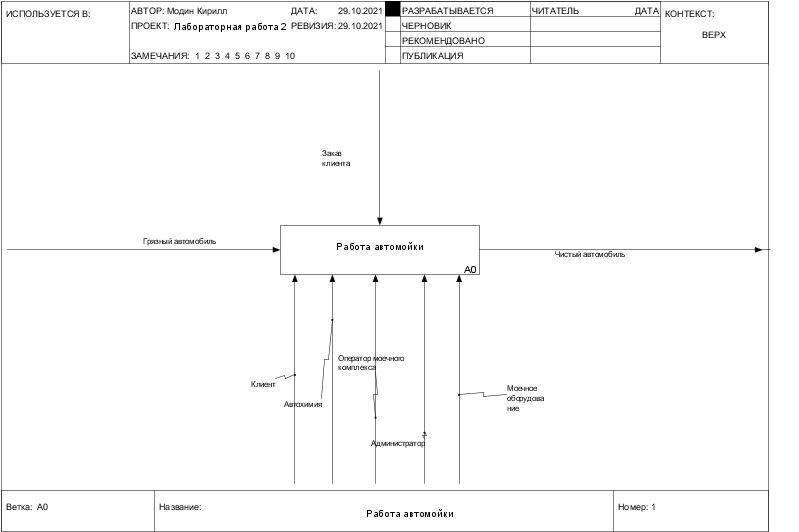 ИСПОЛЬЗУЕТСЯ В:
АВТОР: Модин Кирилл ДАТА: 29.10.2021
ПРОЕКТ: Лабораторная работа 2 РЕВИЗИЯ: 29.10.2021
ЗАМЕЧАНИЯ: 1 2 3 4 5 6 7 8 9 10
РАЗРАБАТЫВАЕТСЯ
ЧЕРНОВИК
РЕКОМЕНДОВАНО
ПУБЛИКАЦИЯ
ЧИТАТЕЛЬ ДАТА
КОНТЕКСТ:
ВЕРХ
Заказ
клиента
Грязный автомобиль
Работа автомойки
A0
Чистый автомобиль
Клиент
Автохимия
Оператор моечного
комплекса
Администратор
Моечное
оборудова
ние
Ветка: A0
Название:
Работа автомойки
Номер: 1